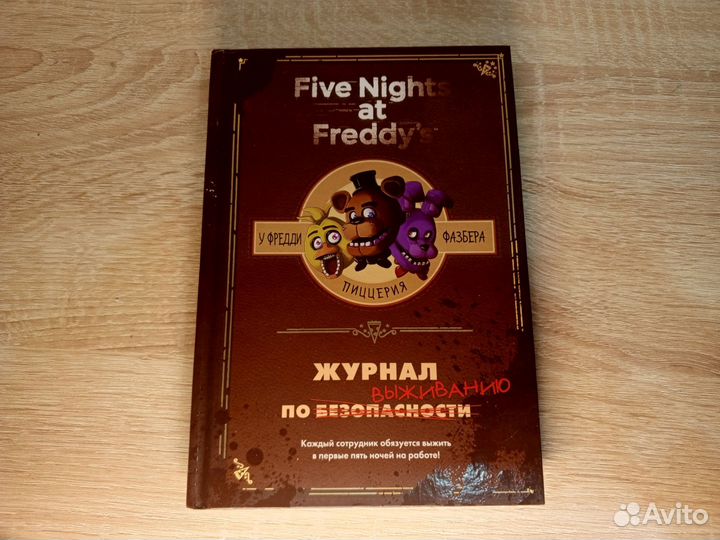 Five Nights
at
Freddy's
У ФРЕДДИ
ФАЗБЕРА
ПИЦЦЕРИЯ
ЖУРНАЛ
ВЫЖИВАНИЮ
ПО БЕЗОПАСНОСТИ
Каждый сотрудник обязуется выжить
в первые пять ночей на работе!
Avito